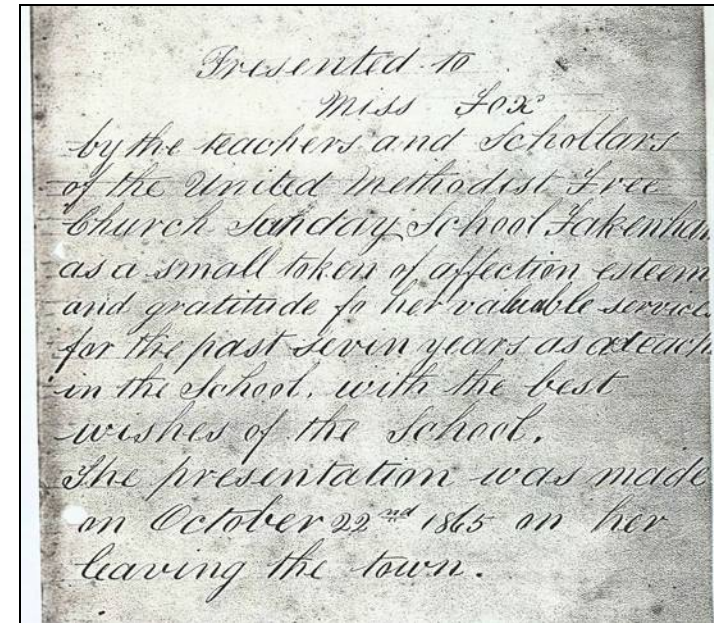 Presented to
Miss Fox
by the teachers and Schollars
of the United Methodist Free
Church Sunday School Fakenham
as a small token of affection esteem
and gratitude fo her valuable services
for the past seven years as a teach
in the School, with the best
wishes of the School.
The presentation was made
on October 22nd 1865 on her
leaving the town.